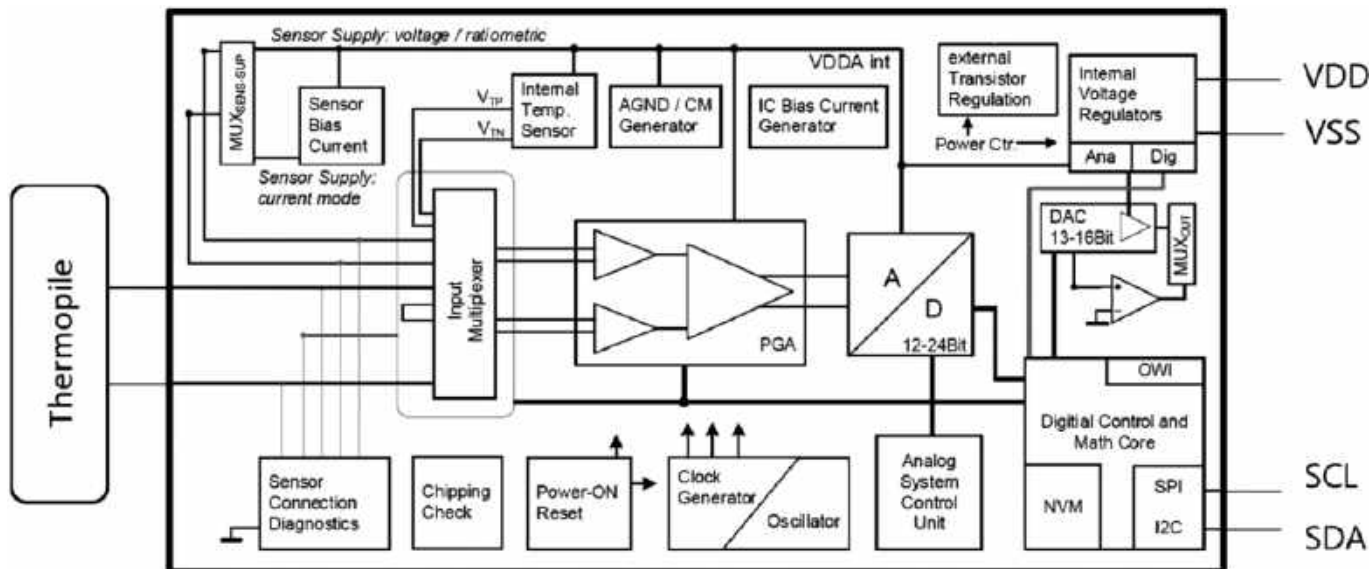 Sensor Supply: voltage / ratiometric
MUXSENS-SUP
Sensor
Bias
Current
Sensor Supply:
current mode
VTP
VTN
Internal
Temp.
Sensor
AGND / CM
Generator
VDDA int
IC Bias Current
Generator
external
Transistor
Regulation
Power Ctr.
Internal
Voltage
Regulators
Ana
Dig
VDD
VSS
DAC
13-16Bit
MUXOUT
+
−
Thermopile
Input
Multiplexer
PGA
A
D
12-24Bit
OWI
Digitial Control and
Math Core
NVM
SPI
I2C
SCL
SDA
Sensor
Connection
Diagnostics
Chipping
Check
Power-ON
Reset
Clock
Generator
Oscillator
Analog
System
Control
Unit